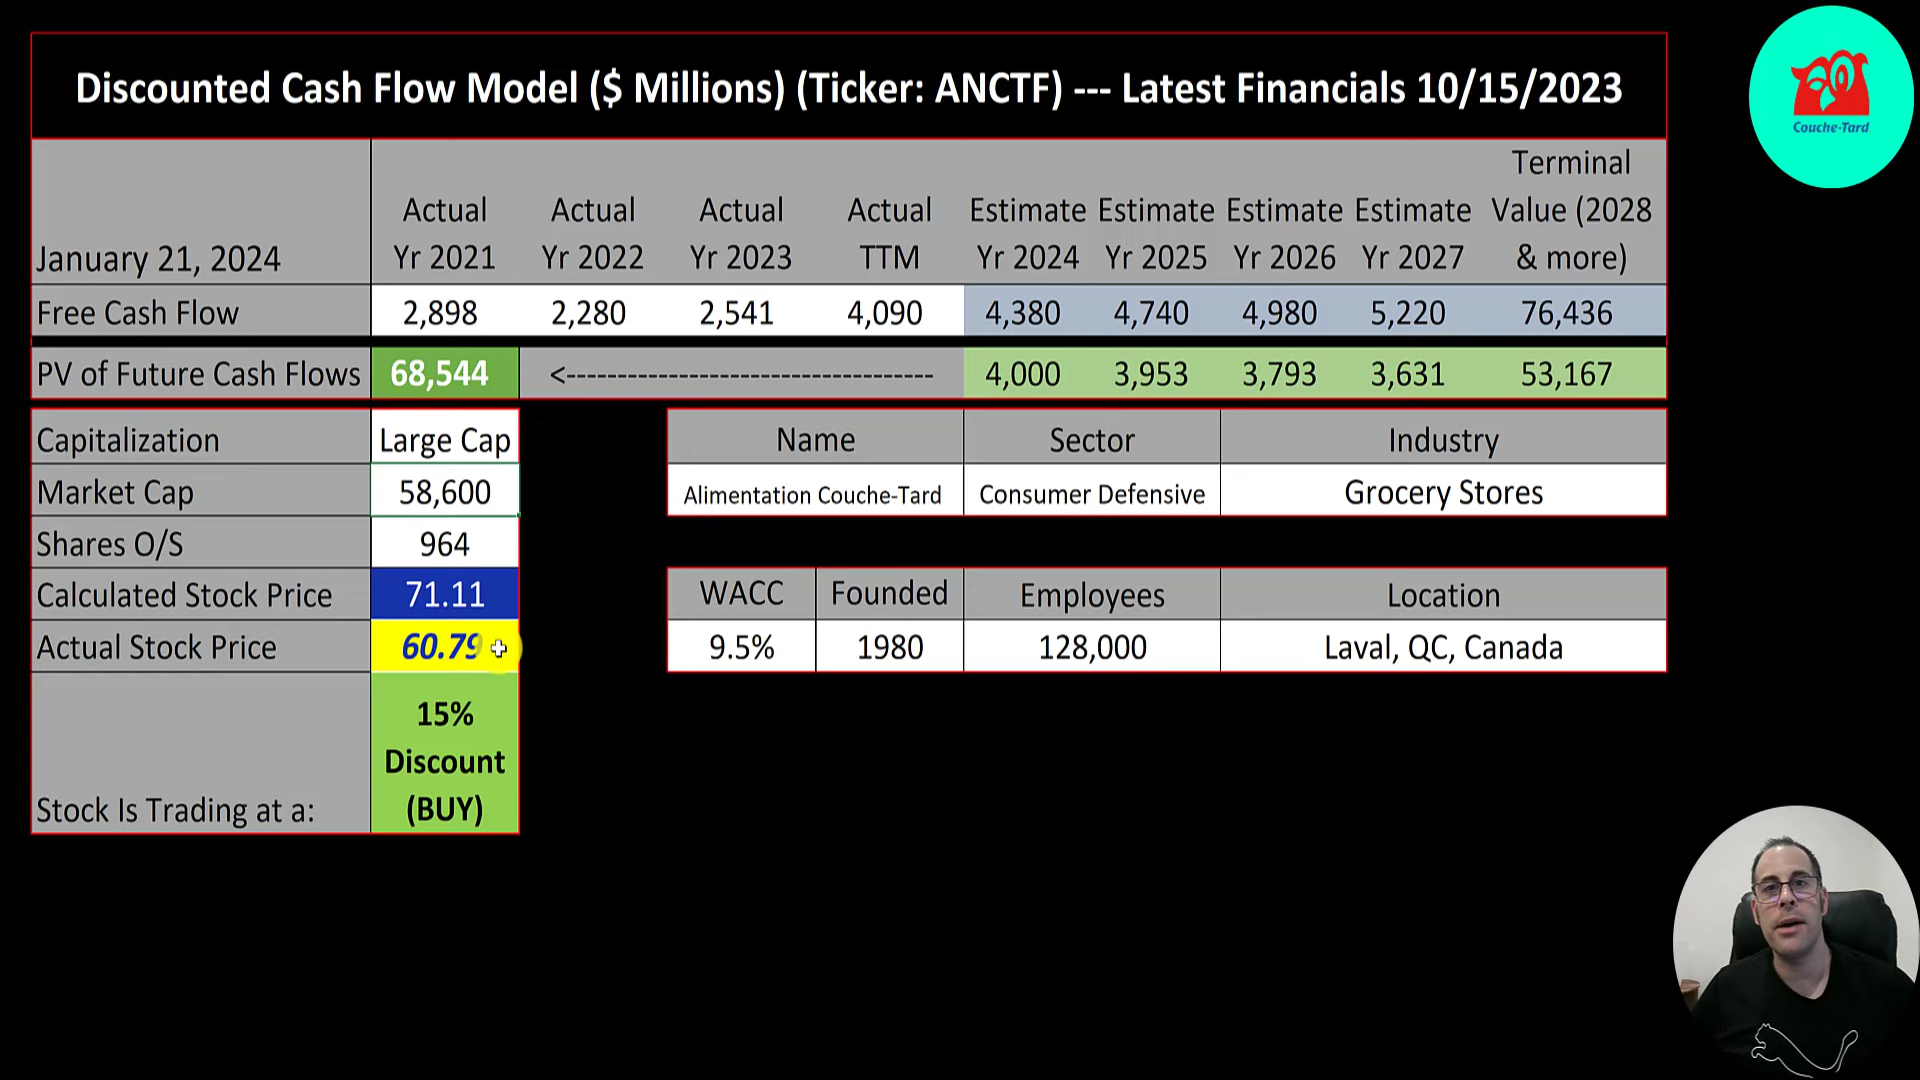 Discounted Cash Flow Model ($ Millions) (Ticker: ANCTF) --- Latest Financials 10/15/2023
Couche-Tard
January 21, 2024 Actual Yr 2021 Actual Yr 2022 Actual Yr 2023 Actual TTM Estimate Yr 2024 Estimate Yr 2025 Estimate Yr 2026 Estimate Yr 2027 Terminal Value (2028 & more)
Free Cash Flow 2,898 2,280 2,541 4,090 4,380 4,740 4,980 5,220 76,436
PV of Future Cash Flows 68,544 <----------------------------------- 4,000 3,953 3,793 3,631 53,167
Capitalization Large Cap
Market Cap 58,600
Shares O/S 964
Calculated Stock Price 71.11
Actual Stock Price 60.79
Stock Is Trading at a: 15% Discount (BUY)
Name Sector Industry
Alimentation Couche-Tard Consumer Defensive Grocery Stores
WACC Founded Employees Location
9.5% 1980 128,000 Laval, QC, Canada